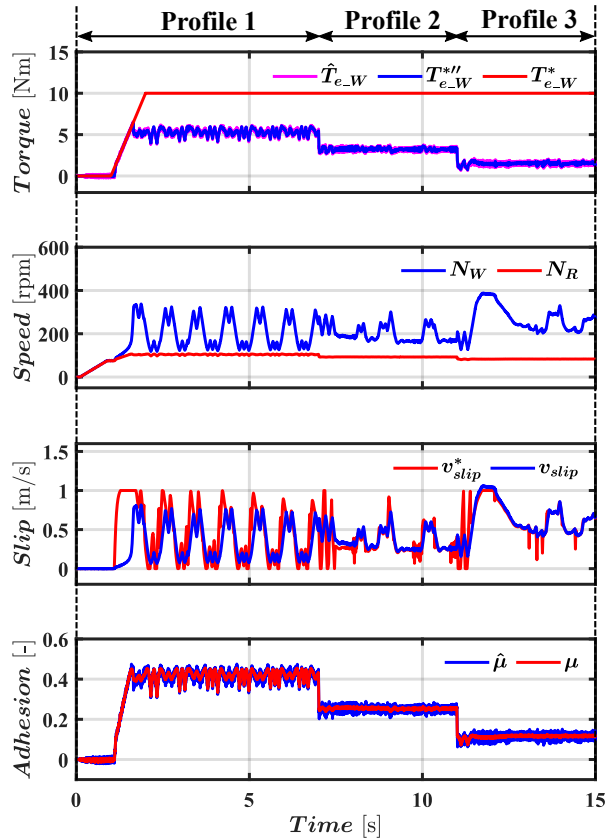 Profile 1 Profile 2 Profile 3
Torque [Nm]
15
10
5
0
T̂e_W T*′′e_W T*e_W
Speed [rpm]
600
400
200
0
N_W N_R
Slip [m/s]
1.5
1
0.5
0
v*slip vslip
Adhesion [-]
0.6
0.4
0.2
0
μ̂ μ
0 5 10 15
Time [s]